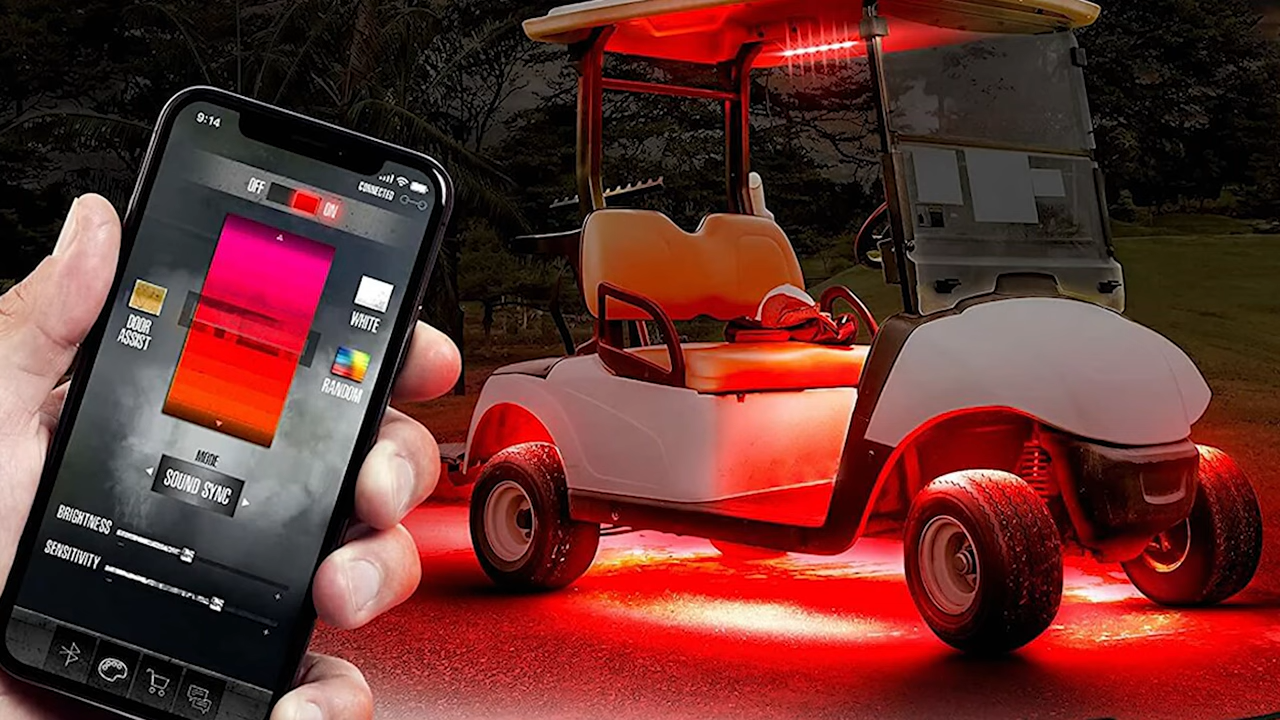 9:14
CONNECTED
OFF
ON
DOOR
ASSIST
WHITE
RANDOM
MODE
SOUND SYNC
BRIGHTNESS
SENSITIVITY